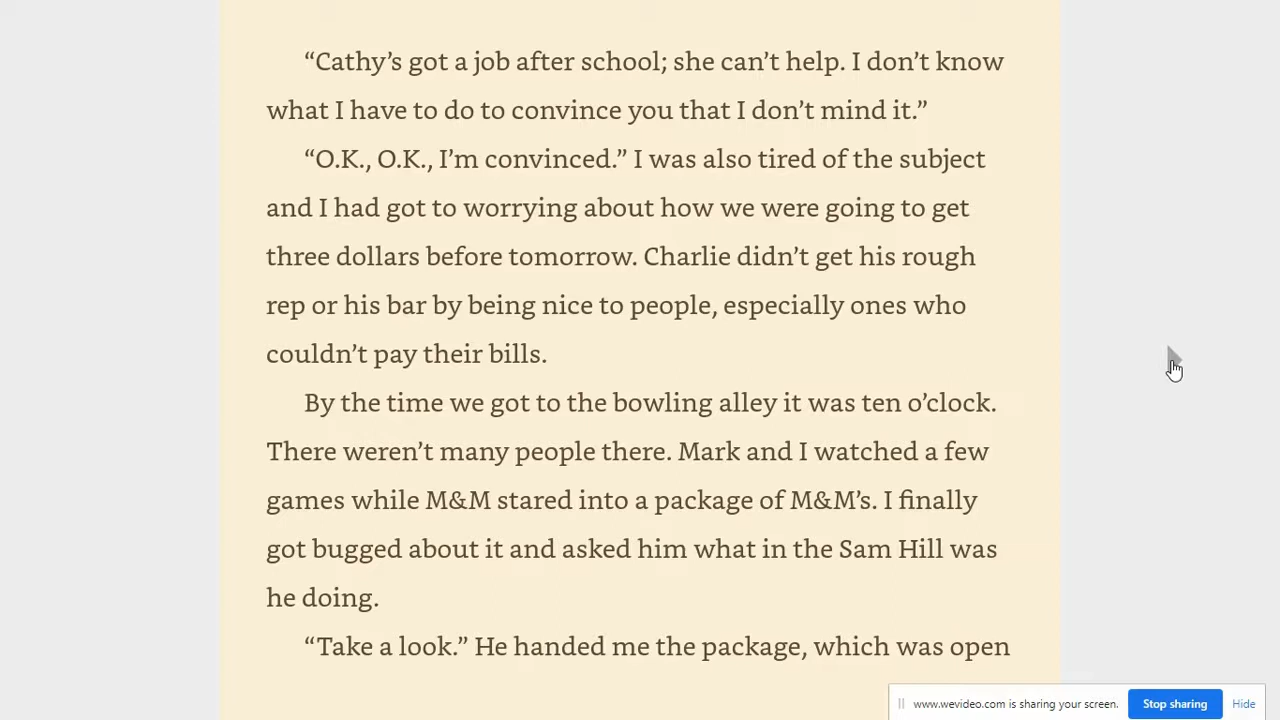 “Cathy’s got a job after school; she can’t help. I don’t know
what I have to do to convince you that I don’t mind it.”
“O.K., O.K., I’m convinced.” I was also tired of the subject
and I had got to worrying about how we were going to get
three dollars before tomorrow. Charlie didn’t get his rough
rep or his bar by being nice to people, especially ones who
couldn’t pay their bills.
By the time we got to the bowling alley it was ten o’clock.
There weren’t many people there. Mark and I watched a few
games while M&M stared into a package of M&M’s. I finally
got bugged about it and asked him what in the Sam Hill was
he doing.
“Take a look.” He handed me the package, which was open
www.wevideo.com is sharing your screen. Stop sharing Hide